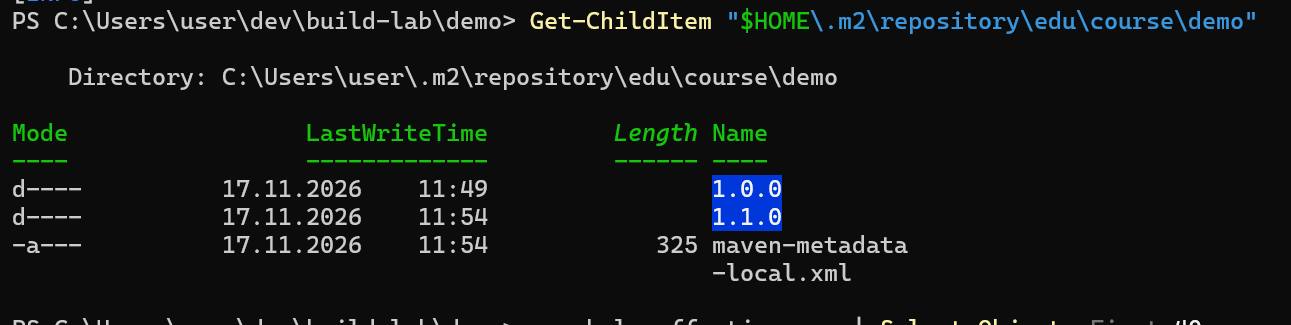 PS C:\Users\user\dev\build-lab\demo> Get-ChildItem "$HOME\.m2\repository\edu\course\demo"
Directory: C:\Users\user\.m2\repository\edu\course\demo
Mode LastWriteTime Length Name
---- ------------- ------ ----
d---- 17.11.2026 11:49 1.0.0
d---- 17.11.2026 11:54 1.1.0
-a--- 17.11.2026 11:54 325 maven-metadata
-local.xml